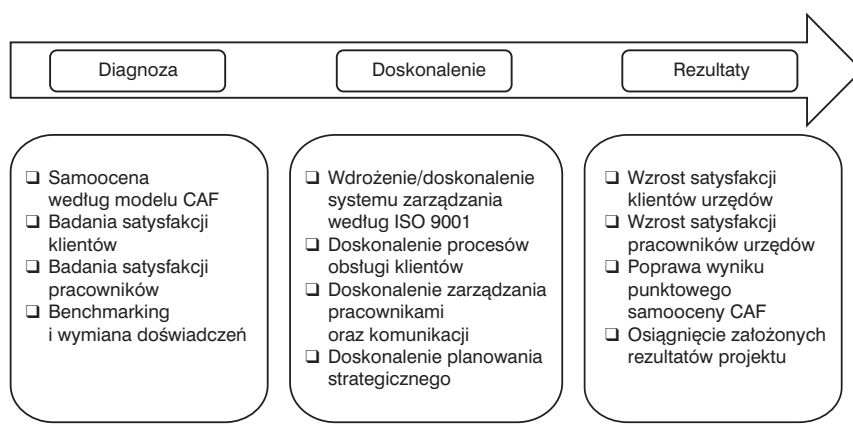 Diagnoza
Doskonalenie
Rezultaty
❑ Samoocena
według modelu CAF
❑ Badania satysfakcji
klientów
❑ Badania satysfakcji
pracowników
❑ Benchmarking
i wymiana doświadczeń
❑ Wdrożenie/doskonalenie
systemu zarządzania
według ISO 9001
❑ Doskonalenie procesów
obsługi klientów
❑ Doskonalenie zarządzania
pracownikami
oraz komunikacji
❑ Doskonalenie planowania
strategicznego
❑ Wzrost satysfakcji
klientów urzędów
❑ Wzrost satysfakcji
pracowników urzędów
❑ Poprawa wyniku
punktowego
samooceny CAF
❑ Osiągnięcie założonych
rezultatów projektu